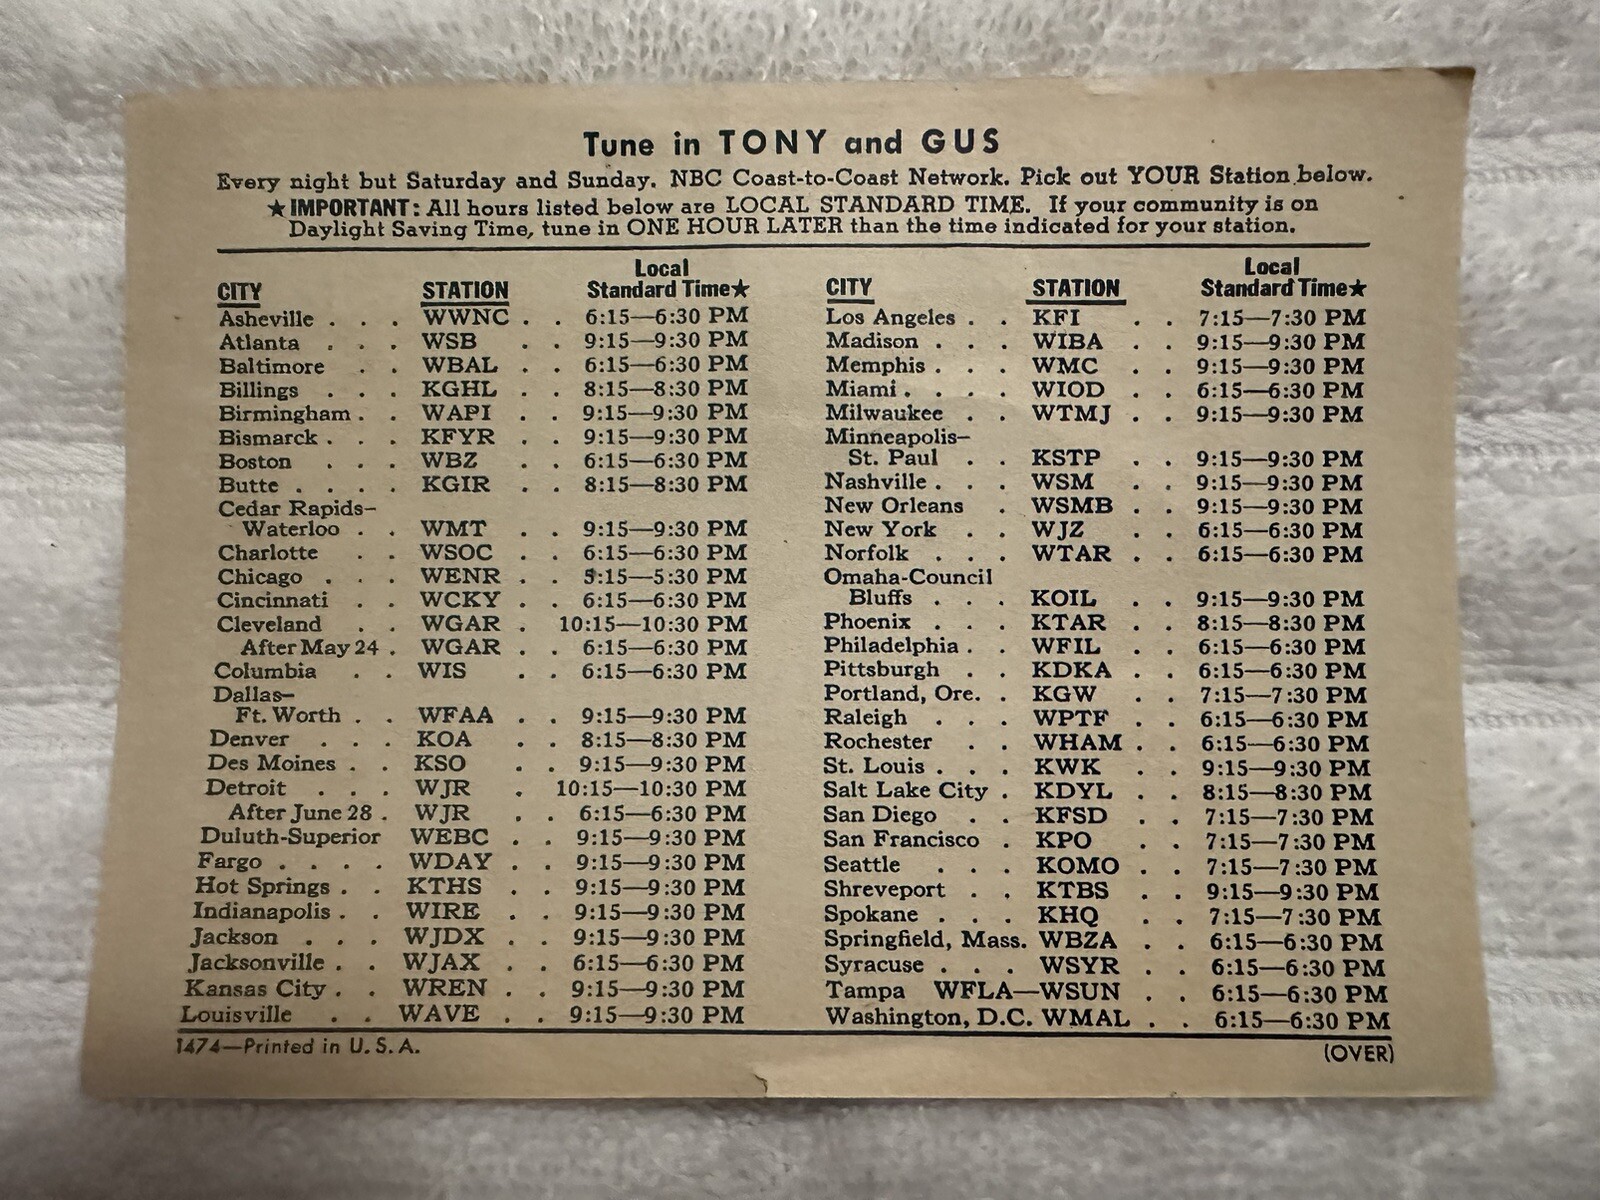 Tune in TONY and GUS
Every night but Saturday and Sunday. NBC Coast-to-Coast Network. Pick out YOUR Station below.
★IMPORTANT: All hours listed below are LOCAL STANDARD TIME. If your community is on
Daylight Saving Time, tune in ONE HOUR LATER than the time indicated for your station.
CITY STATION Local Standard Time★
Asheville . . . WWNC . . 6:15—6:30 PM
Atlanta . . . WSB . . 9:15—9:30 PM
Baltimore . . WBAL . . 6:15—6:30 PM
Billings . . . KGHL . . 8:15—8:30 PM
Birmingham . . WAPI . . 9:15—9:30 PM
Bismarck . . . KFYR . . 9:15—9:30 PM
Boston . . . WBZ . . 6:15—6:30 PM
Butte . . . . KGIR . . 8:15—8:30 PM
Cedar Rapids–
Waterloo . . WMT . . 9:15—9:30 PM
Charlotte . . WSOC . . 6:15—6:30 PM
Chicago . . . WENR . . 5:15—5:30 PM
Cincinnati . . WCKY . . 6:15—6:30 PM
Cleveland . . WGAR . 10:15—10:30 PM
After May 24 . WGAR . . 6:15—6:30 PM
Columbia . . WIS . . 6:15—6:30 PM
Dallas–
Ft. Worth . . WFAA . . 9:15—9:30 PM
Denver . . . KOA . . 8:15—8:30 PM
Des Moines . . KSO . . 9:15—9:30 PM
Detroit . . . WJR . 10:15—10:30 PM
After June 28 . WJR . . 6:15—6:30 PM
Duluth-Superior WEBC . . 9:15—9:30 PM
Fargo . . . . WDAY . . 9:15—9:30 PM
Hot Springs . . KTHS . . 9:15—9:30 PM
Indianapolis . . WIRE . . 9:15—9:30 PM
Jackson . . . WJDX . . 9:15—9:30 PM
Jacksonville . . WJAX . . 6:15—6:30 PM
Kansas City . . WREN . . 9:15—9:30 PM
Louisville . . WAVE . . 9:15—9:30 PM
CITY STATION Local Standard Time★
Los Angeles . . KFI . . 7:15—7:30 PM
Madison . . . WIBA . . 9:15—9:30 PM
Memphis . . . WMC . . 9:15—9:30 PM
Miami . . . . WIOD . . 6:15—6:30 PM
Milwaukee . . WTMJ . . 9:15—9:30 PM
Minneapolis–
St. Paul . . KSTP . . 9:15—9:30 PM
Nashville . . . WSM . . 9:15—9:30 PM
New Orleans . WSMB . . 9:15—9:30 PM
New York . . WJZ . . 6:15—6:30 PM
Norfolk . . . WTAR . . 6:15—6:30 PM
Omaha-Council
Bluffs . . . KOIL . . 9:15—9:30 PM
Phoenix . . . KTAR . . 8:15—8:30 PM
Philadelphia . . WFIL . . 6:15—6:30 PM
Pittsburgh . . KDKA . . 6:15—6:30 PM
Portland, Ore. . KGW . . 7:15—7:30 PM
Raleigh . . . WPTF . . 6:15—6:30 PM
Rochester . . WHAM . . 6:15—6:30 PM
St. Louis . . . KWK . . 9:15—9:30 PM
Salt Lake City . KDYL . . 8:15—8:30 PM
San Diego . . KFSD . . 7:15—7:30 PM
San Francisco . KPO . . 7:15—7:30 PM
Seattle . . . KOMO . . 7:15—7:30 PM
Shreveport . . KTBS . . 9:15—9:30 PM
Spokane . . . KHQ . . 7:15—7:30 PM
Springfield, Mass. WBZA . . 6:15—6:30 PM
Syracuse . . . WSYR . . 6:15—6:30 PM
Tampa WFLA—WSUN . . 6:15—6:30 PM
Washington, D.C. WMAL . . 6:15—6:30 PM
1474—Printed in U. S. A.
(OVER)